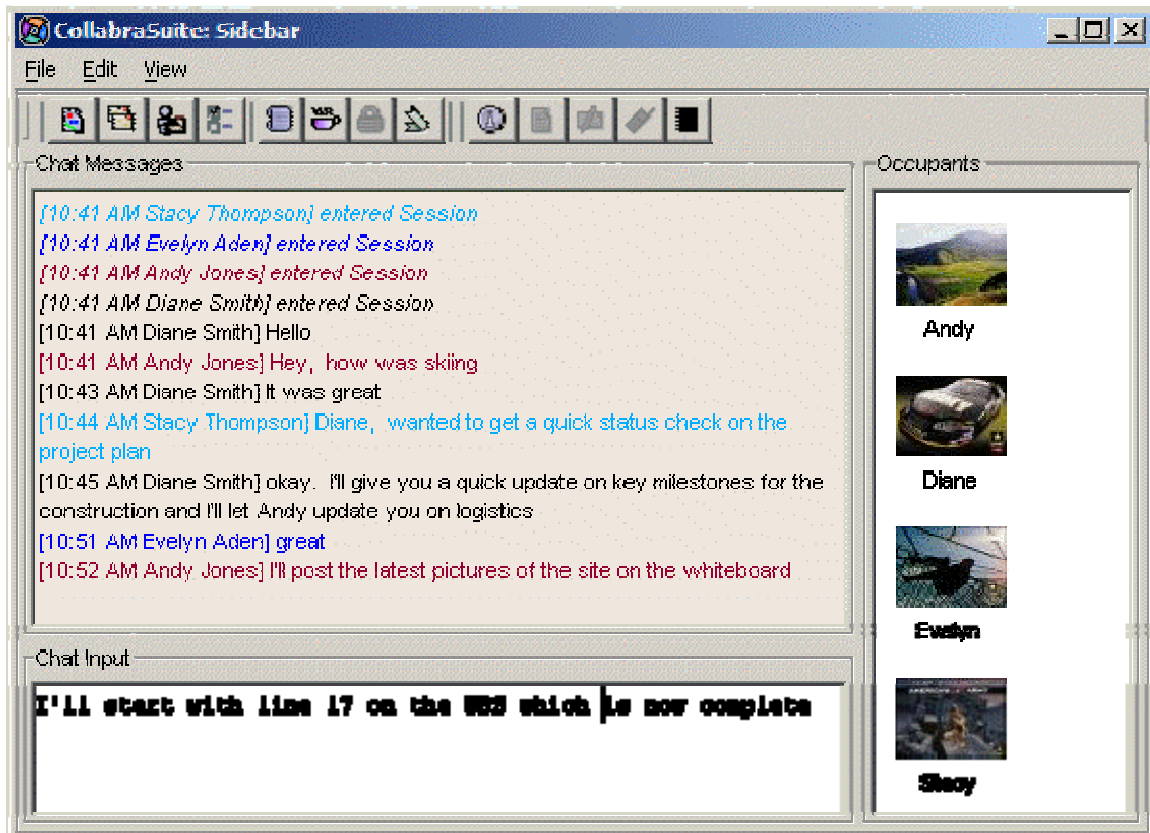 CollabraSuite: Sidebar
File Edit View
Chat Messages
[10:41 AM Stacy Thompson] entered Session
[10:41 AM Evelyn Aden] entered Session
[10:41 AM Andy Jones] entered Session
[10:41 AM Diane Smith] entered Session
[10:41 AM Diane Smith] Hello
[10:41 AM Andy Jones] Hey, how was skiing
[10:43 AM Diane Smith] It was great
[10:44 AM Stacy Thompson] Diane, wanted to get a quick status check on the
project plan
[10:45 AM Diane Smith] okay. I'll give you a quick update on key milestones for the
construction and I'll let Andy update you on logistics
[10:51 AM Evelyn Aden] great
[10:52 AM Andy Jones] I'll post the latest pictures of the site on the whiteboard
Chat Input
I'll start with line 17 on the WBS which is now complete
Occupants
Andy
Diane
Evelyn
Stacy